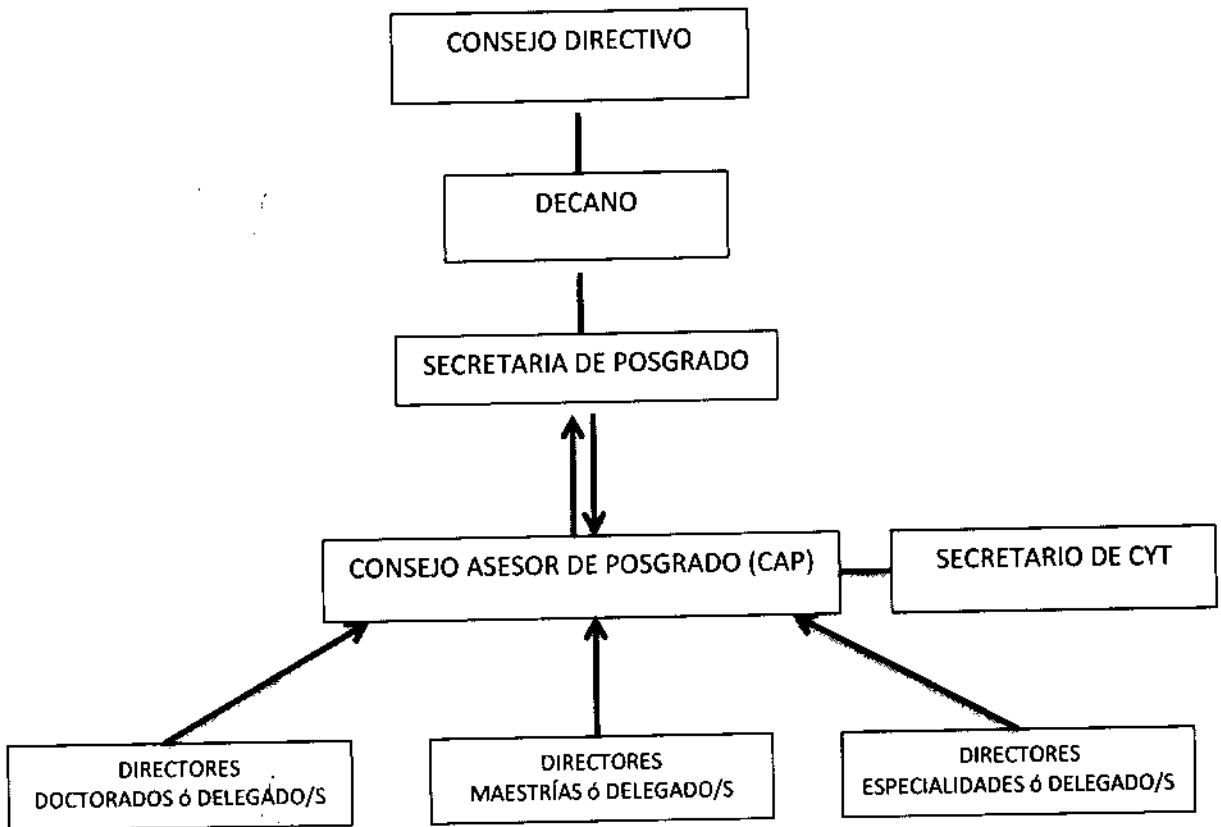 CONSEJO DIRECTIVO
DECANO
SECRETARIA DE POSGRADO
CONSEJO ASESOR DE POSGRADO (CAP)
SECRETARIO DE CYT
DIRECTORES
DOCTORADOS ó DELEGADO/S
DIRECTORES
MAESTRÍAS ó DELEGADO/S
DIRECTORES
ESPECIALIDADES ó DELEGADO/S